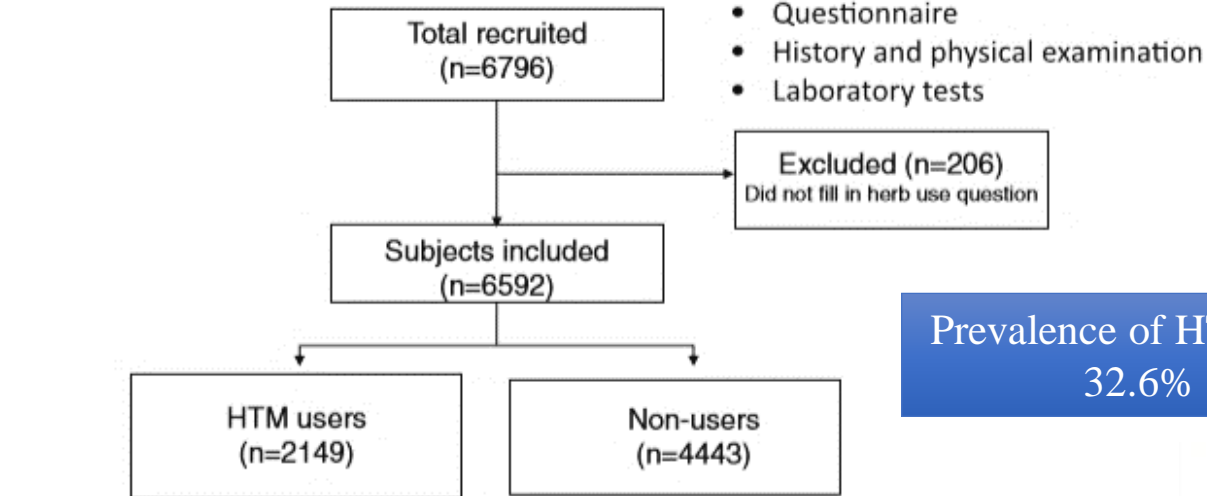 Total recruited
(n=6796)
• Questionnaire
• History and physical examination
• Laboratory tests
Excluded (n=206)
Did not fill in herb use question
Subjects included
(n=6592)
Prevalence of
32.6%
HTM users
(n=2149)
Non-users
(n=4443)